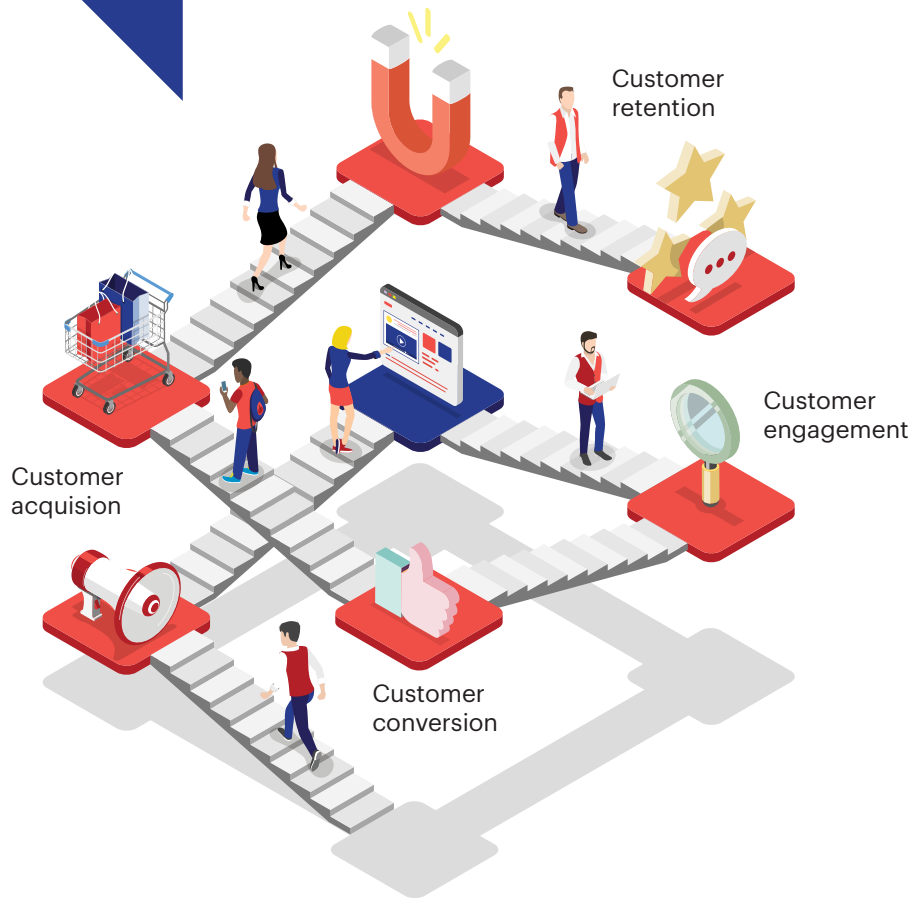 Customer
retention
Customer
engagement
Customer
acquision
Customer
conversion